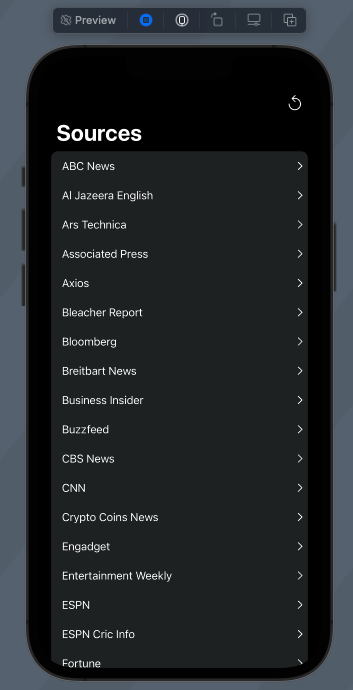 Preview
Sources
ABC News
Al Jazeera English
Ars Technica
Associated Press
Axios
Bleacher Report
Bloomberg
Breitbart News
Business Insider
Buzzfeed
CBS News
CNN
Crypto Coins News
Engadget
Entertainment Weekly
ESPN
ESPN Cric Info
Fortune